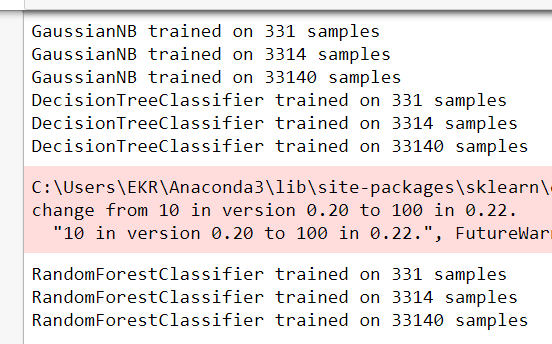 GaussianNB trained on 331 samples
GaussianNB trained on 3314 samples
GaussianNB trained on 33140 samples
DecisionTreeClassifier trained on 331 samples
DecisionTreeClassifier trained on 3314 samples
DecisionTreeClassifier trained on 33140 samples
C:\Users\EKR\Anaconda3\lib\site-packages\sklearn\
change from 10 in version 0.20 to 100 in 0.22.
"10 in version 0.20 to 100 in 0.22.", FutureWar
RandomForestClassifier trained on 331 samples
RandomForestClassifier trained on 3314 samples
RandomForestClassifier trained on 33140 samples